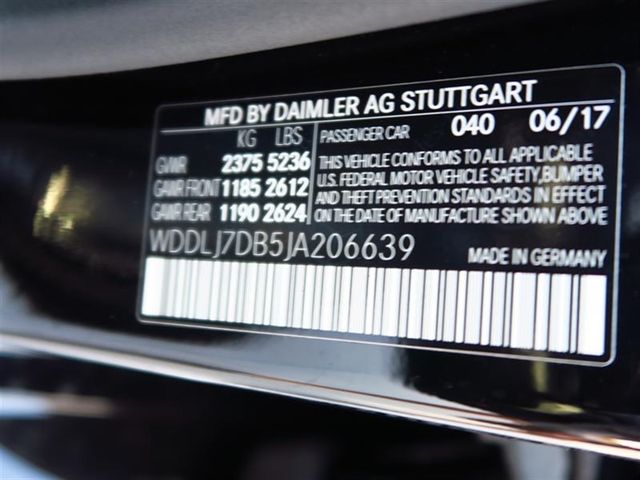 MFD BY DAIMLER AG STUTTGART
KG LBS PASSENGER CAR 040 06/17
GVWR 2375 5236 THIS VEHICLE CONFORMS TO ALL APPLICABLE
GAWR FRONT 1185 2612 U.S. FEDERAL MOTOR VEHICLE SAFETY, BUMPER
AND THEFT PREVENTION STANDARDS IN EFFECT
GAWR REAR 1190 2624 ON THE DATE OF MANUFACTURE SHOWN ABOVE
WDDLJ7DB5JA206639 MADE IN GERMANY